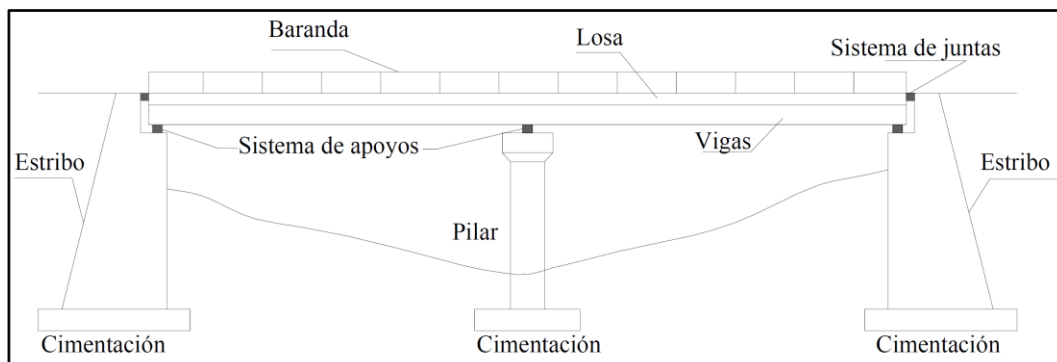 Baranda
Losa
Sistema de juntas
Sistema de apoyos
Vigas
Estribo
Estribo
Pilar
Cimentación
Cimentación
Cimentación